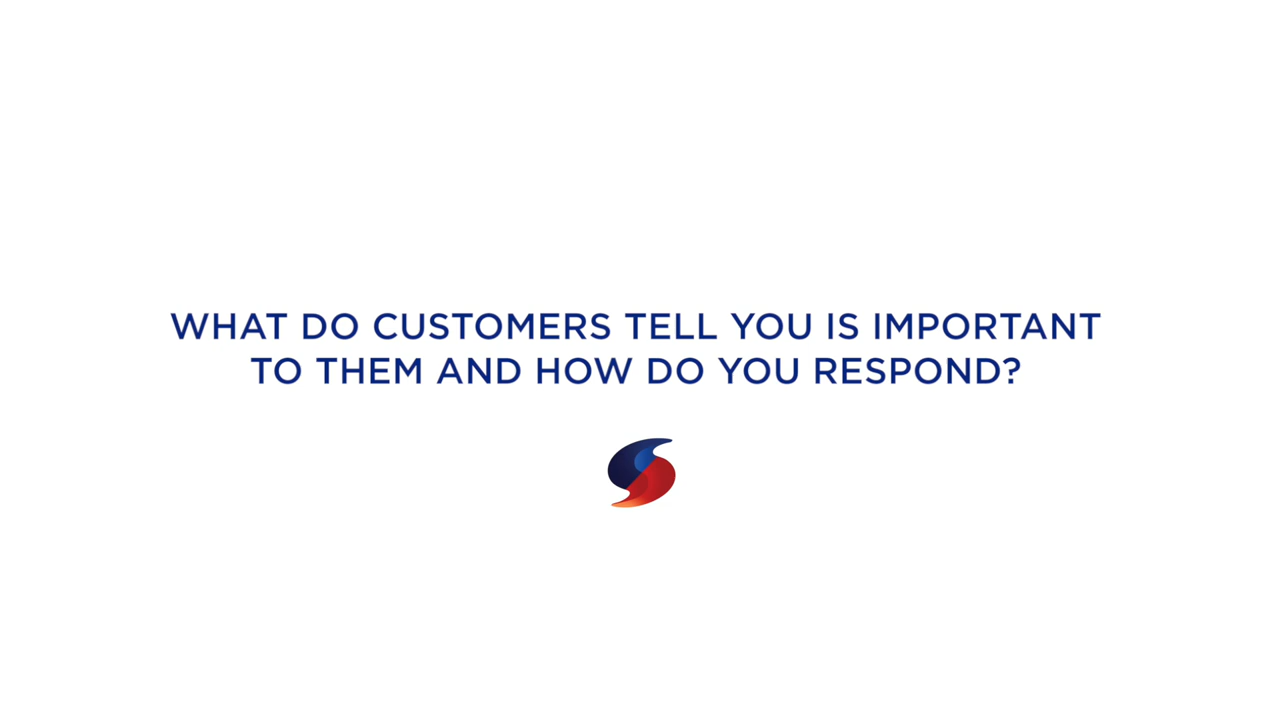 WHAT DO CUSTOMERS TELL YOU IS IMPORTANT
TO THEM AND HOW DO YOU RESPOND?